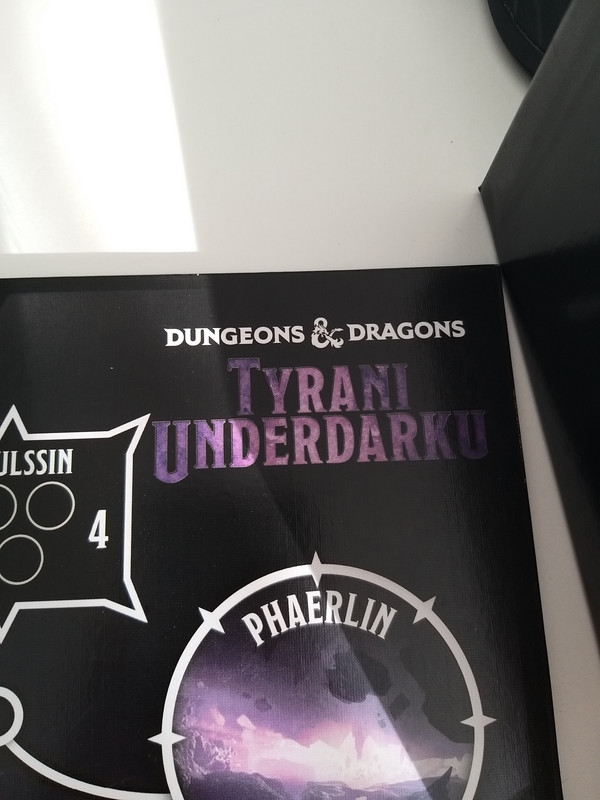 DUNGEONS & DRAGONS
TYRANI
UNDERDARKU
ULSSIN
4
PHAERLIN